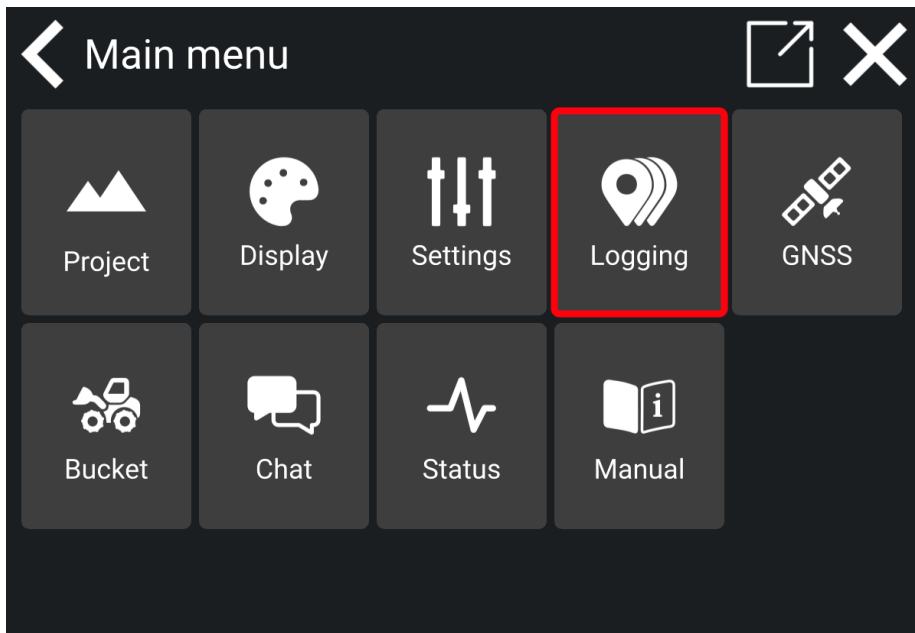 Main menu
Project
Display
Settings
Logging
GNSS
Bucket
Chat
Status
i
Manual